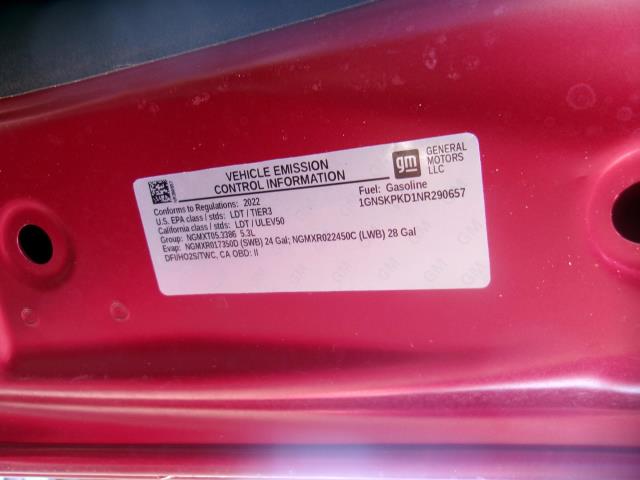 VEHICLE EMISSION
CONTROL INFORMATION
gm
GENERAL
MOTORS
LLC
Conforms to Regulations: 2022
U.S. EPA class / stds: LDT / TIER3
California class / stds: LDT / ULEV50
Group: NGMXT05.3386 5.3L
Evap: NGMXR017350D (SWB) 24 Gal; NGMXR022450C (LWB) 28 Gal
DFI/HO2S/TWC, CA OBD: II
Fuel: Gasoline
1GNSKPKD1NR290657